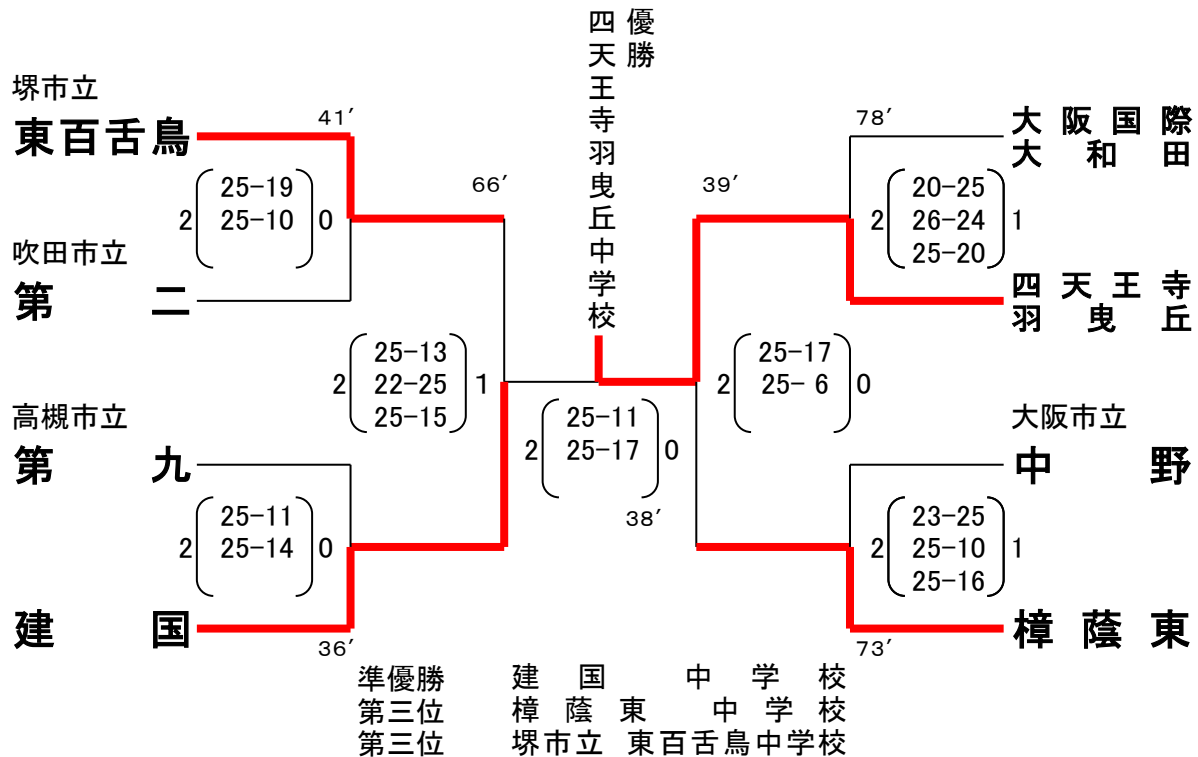 優勝
四天王寺羽曳丘中学校
堺市立
東百舌鳥
41′
2 25-19 0
25-10
吹田市立
第二
66′
2 25-13 1
22-25
25-15
高槻市立
第九
2 25-11 0
25-14
建国
36′
2 25-11 0
25-17
38′
39′
2 25-17 0
25- 6
78′
大阪国際
大和田
2 20-25 1
26-24
25-20
四天王寺
羽曳丘
大阪市立
中野
2 23-25 1
25-10
25-16
樟蔭東
73′
準優勝 建国中学校
第三位 樟蔭東中学校
第三位 堺市立 東百舌鳥中学校